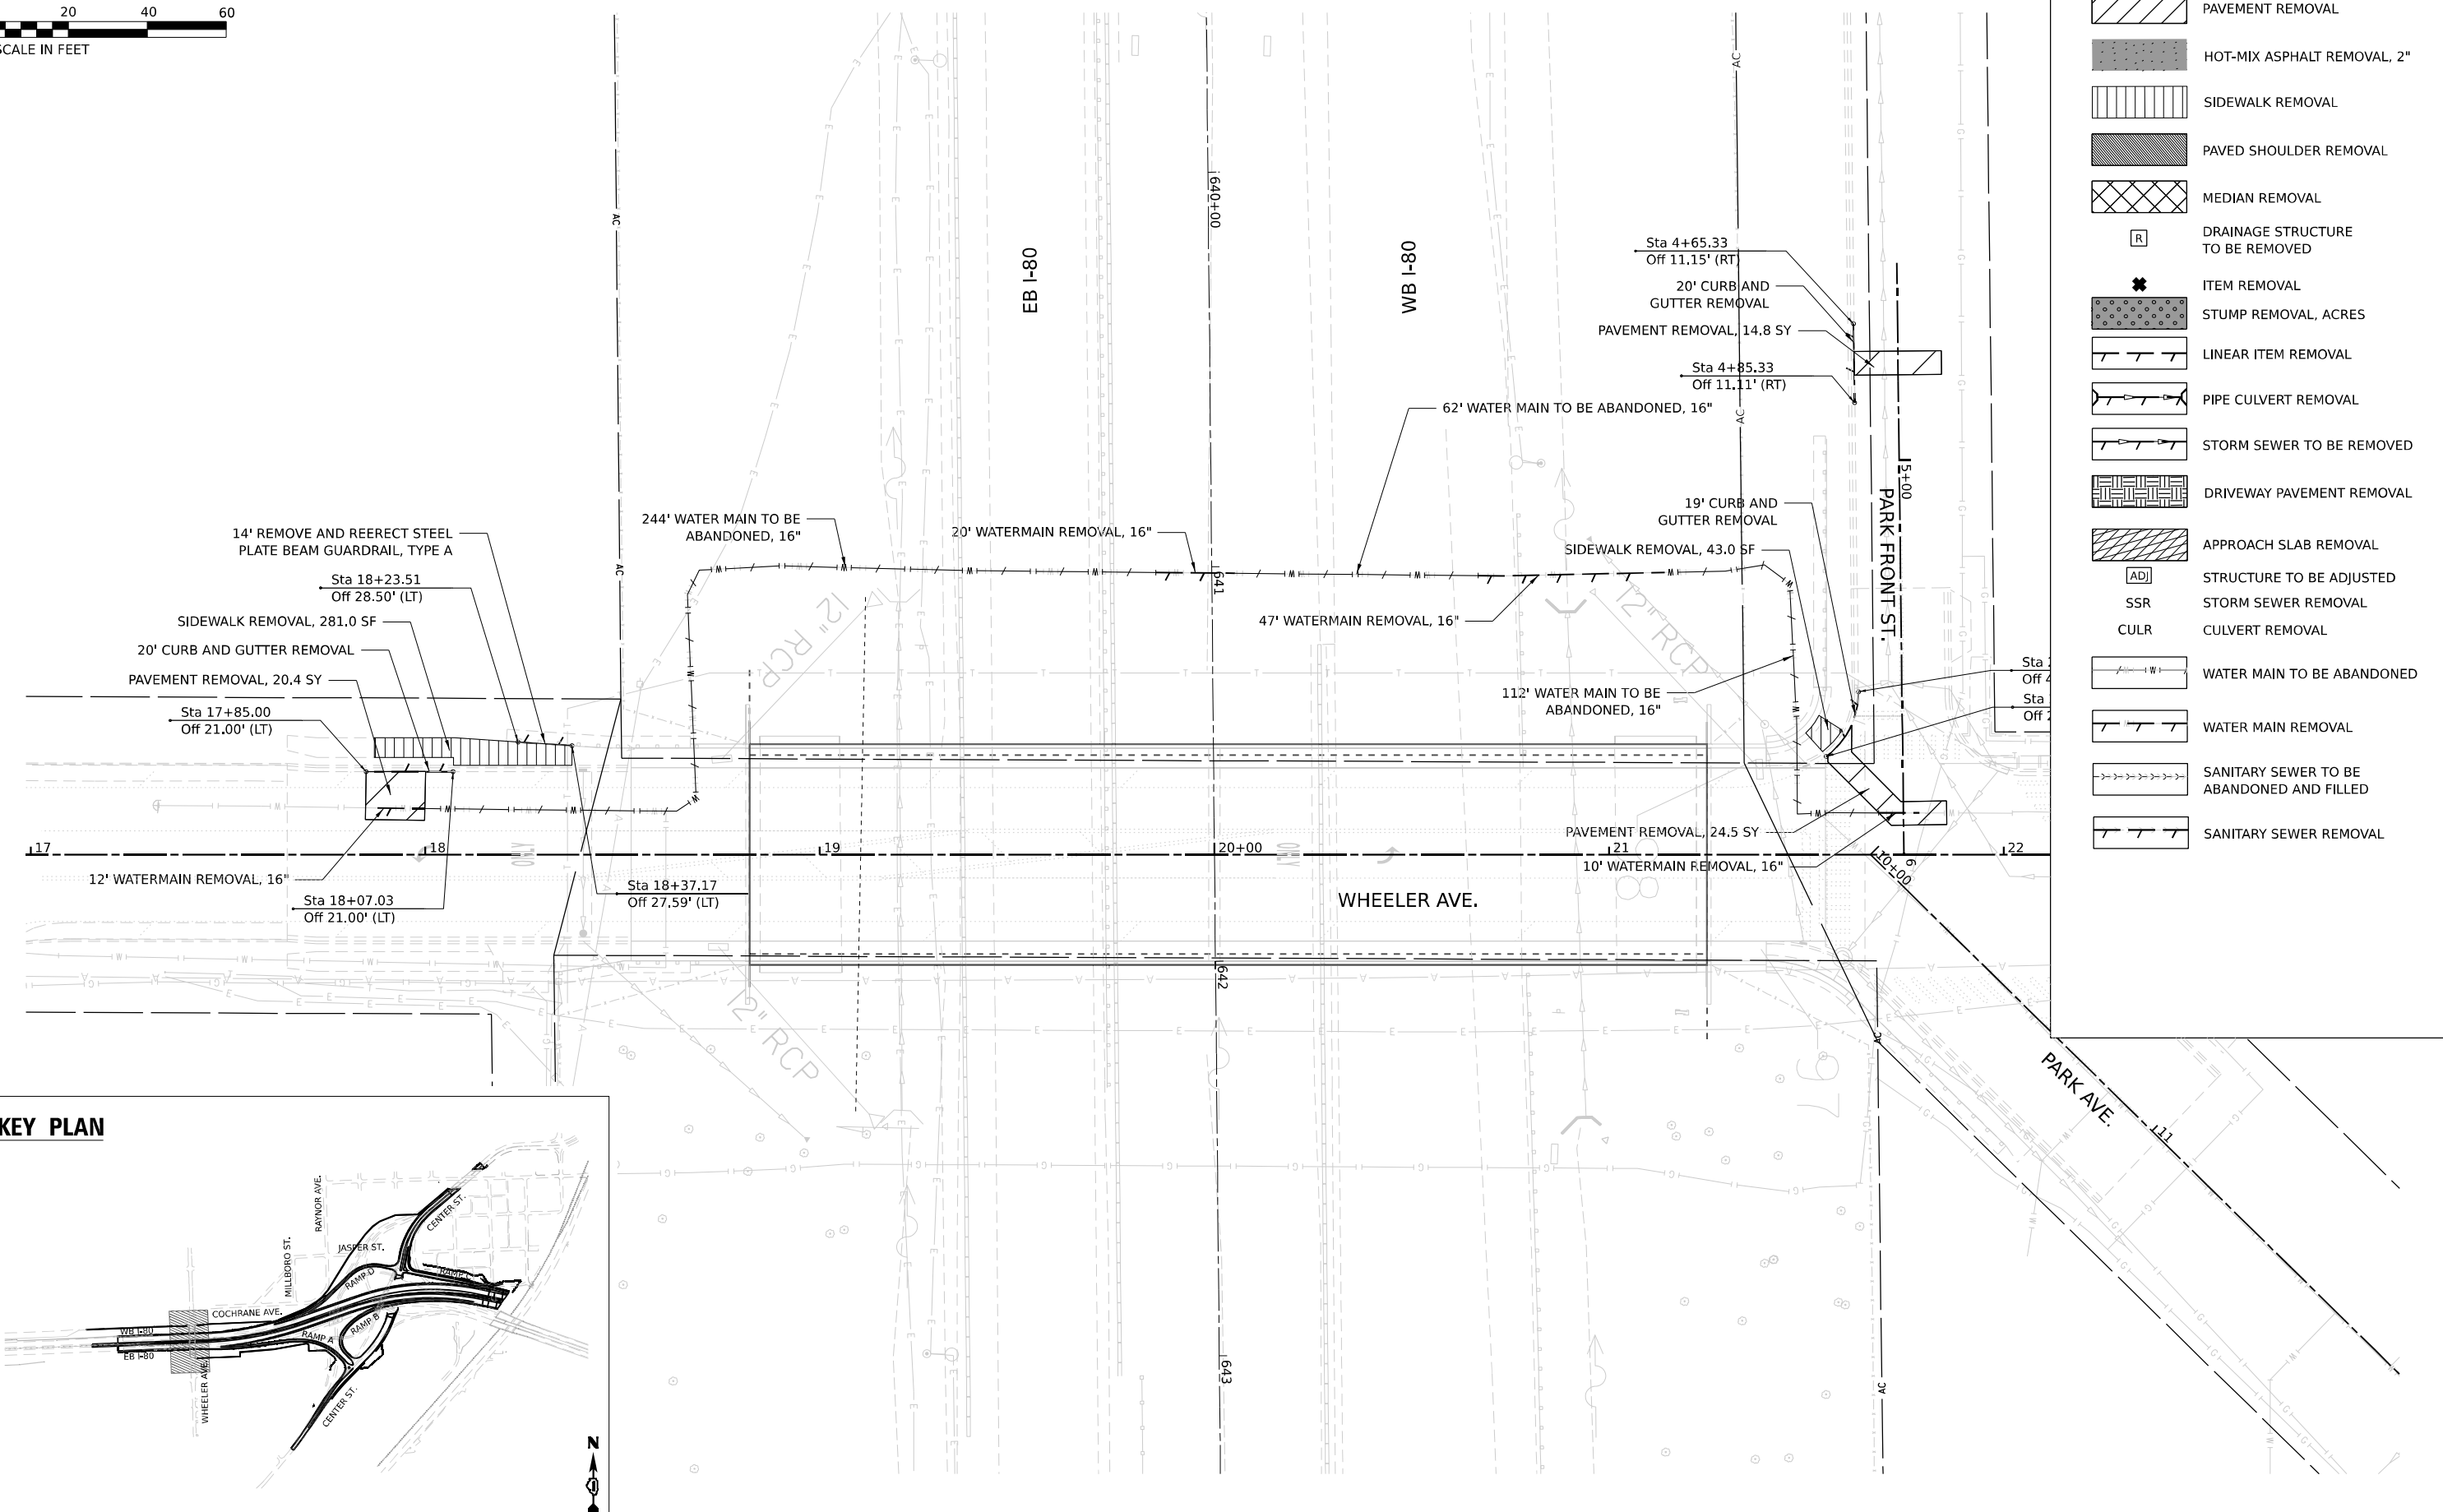 20 40 60
SCALE IN FEET
EB I-80
WB I-80
640+00
641
642
643
AC
AC
AC
AC
AC
AC
Sta 4+65.33
Off 11.15' (RT)
20' CURB AND
GUTTER REMOVAL
PAVEMENT REMOVAL, 14.8 SY
Sta 4+85.33
Off 11.11' (RT)
62' WATER MAIN TO BE ABANDONED, 16"
5+00
PARK FRONT ST.
19' CURB AND
GUTTER REMOVAL
SIDEWALK REMOVAL, 43.0 SF
244' WATER MAIN TO BE
ABANDONED, 16"
20' WATERMAIN REMOVAL, 16"
47' WATERMAIN REMOVAL, 16"
112' WATER MAIN TO BE
ABANDONED, 16"
14' REMOVE AND REERECT STEEL
PLATE BEAM GUARDRAIL, TYPE A
Sta 18+23.51
Off 28.50' (LT)
SIDEWALK REMOVAL, 281.0 SF
20' CURB AND GUTTER REMOVAL
PAVEMENT REMOVAL, 20.4 SY
Sta 17+85.00
Off 21.00' (LT)
12" RCP
12" RCP
12" RCP
Sta
Off
Sta
Off
PAVEMENT REMOVAL, 24.5 SY
10' WATERMAIN REMOVAL, 16"
17 18 19 20+00 21 22
6
10+00
11
12' WATERMAIN REMOVAL, 16"
Sta 18+07.03
Off 21.00' (LT)
Sta 18+37.17
Off 27.59' (LT)
WHEELER AVE.
PARK AVE.
PAVEMENT REMOVAL
HOT-MIX ASPHALT REMOVAL, 2"
SIDEWALK REMOVAL
PAVED SHOULDER REMOVAL
MEDIAN REMOVAL
R DRAINAGE STRUCTURE
TO BE REMOVED
ITEM REMOVAL
STUMP REMOVAL, ACRES
LINEAR ITEM REMOVAL
PIPE CULVERT REMOVAL
STORM SEWER TO BE REMOVED
DRIVEWAY PAVEMENT REMOVAL
APPROACH SLAB REMOVAL
ADJ STRUCTURE TO BE ADJUSTED
SSR STORM SEWER REMOVAL
CULR CULVERT REMOVAL
W WATER MAIN TO BE ABANDONED
WATER MAIN REMOVAL
SANITARY SEWER TO BE
ABANDONED AND FILLED
SANITARY SEWER REMOVAL
KEY PLAN
RAYNOR AVE.
MILLBORO ST.
JASPER ST.
CENTER ST.
RAMP D
RAMP C
COCHRANE AVE.
WB I-80
EB I-80
RAMP A
RAMP B
WHEELER AVE.
CENTER ST.
N